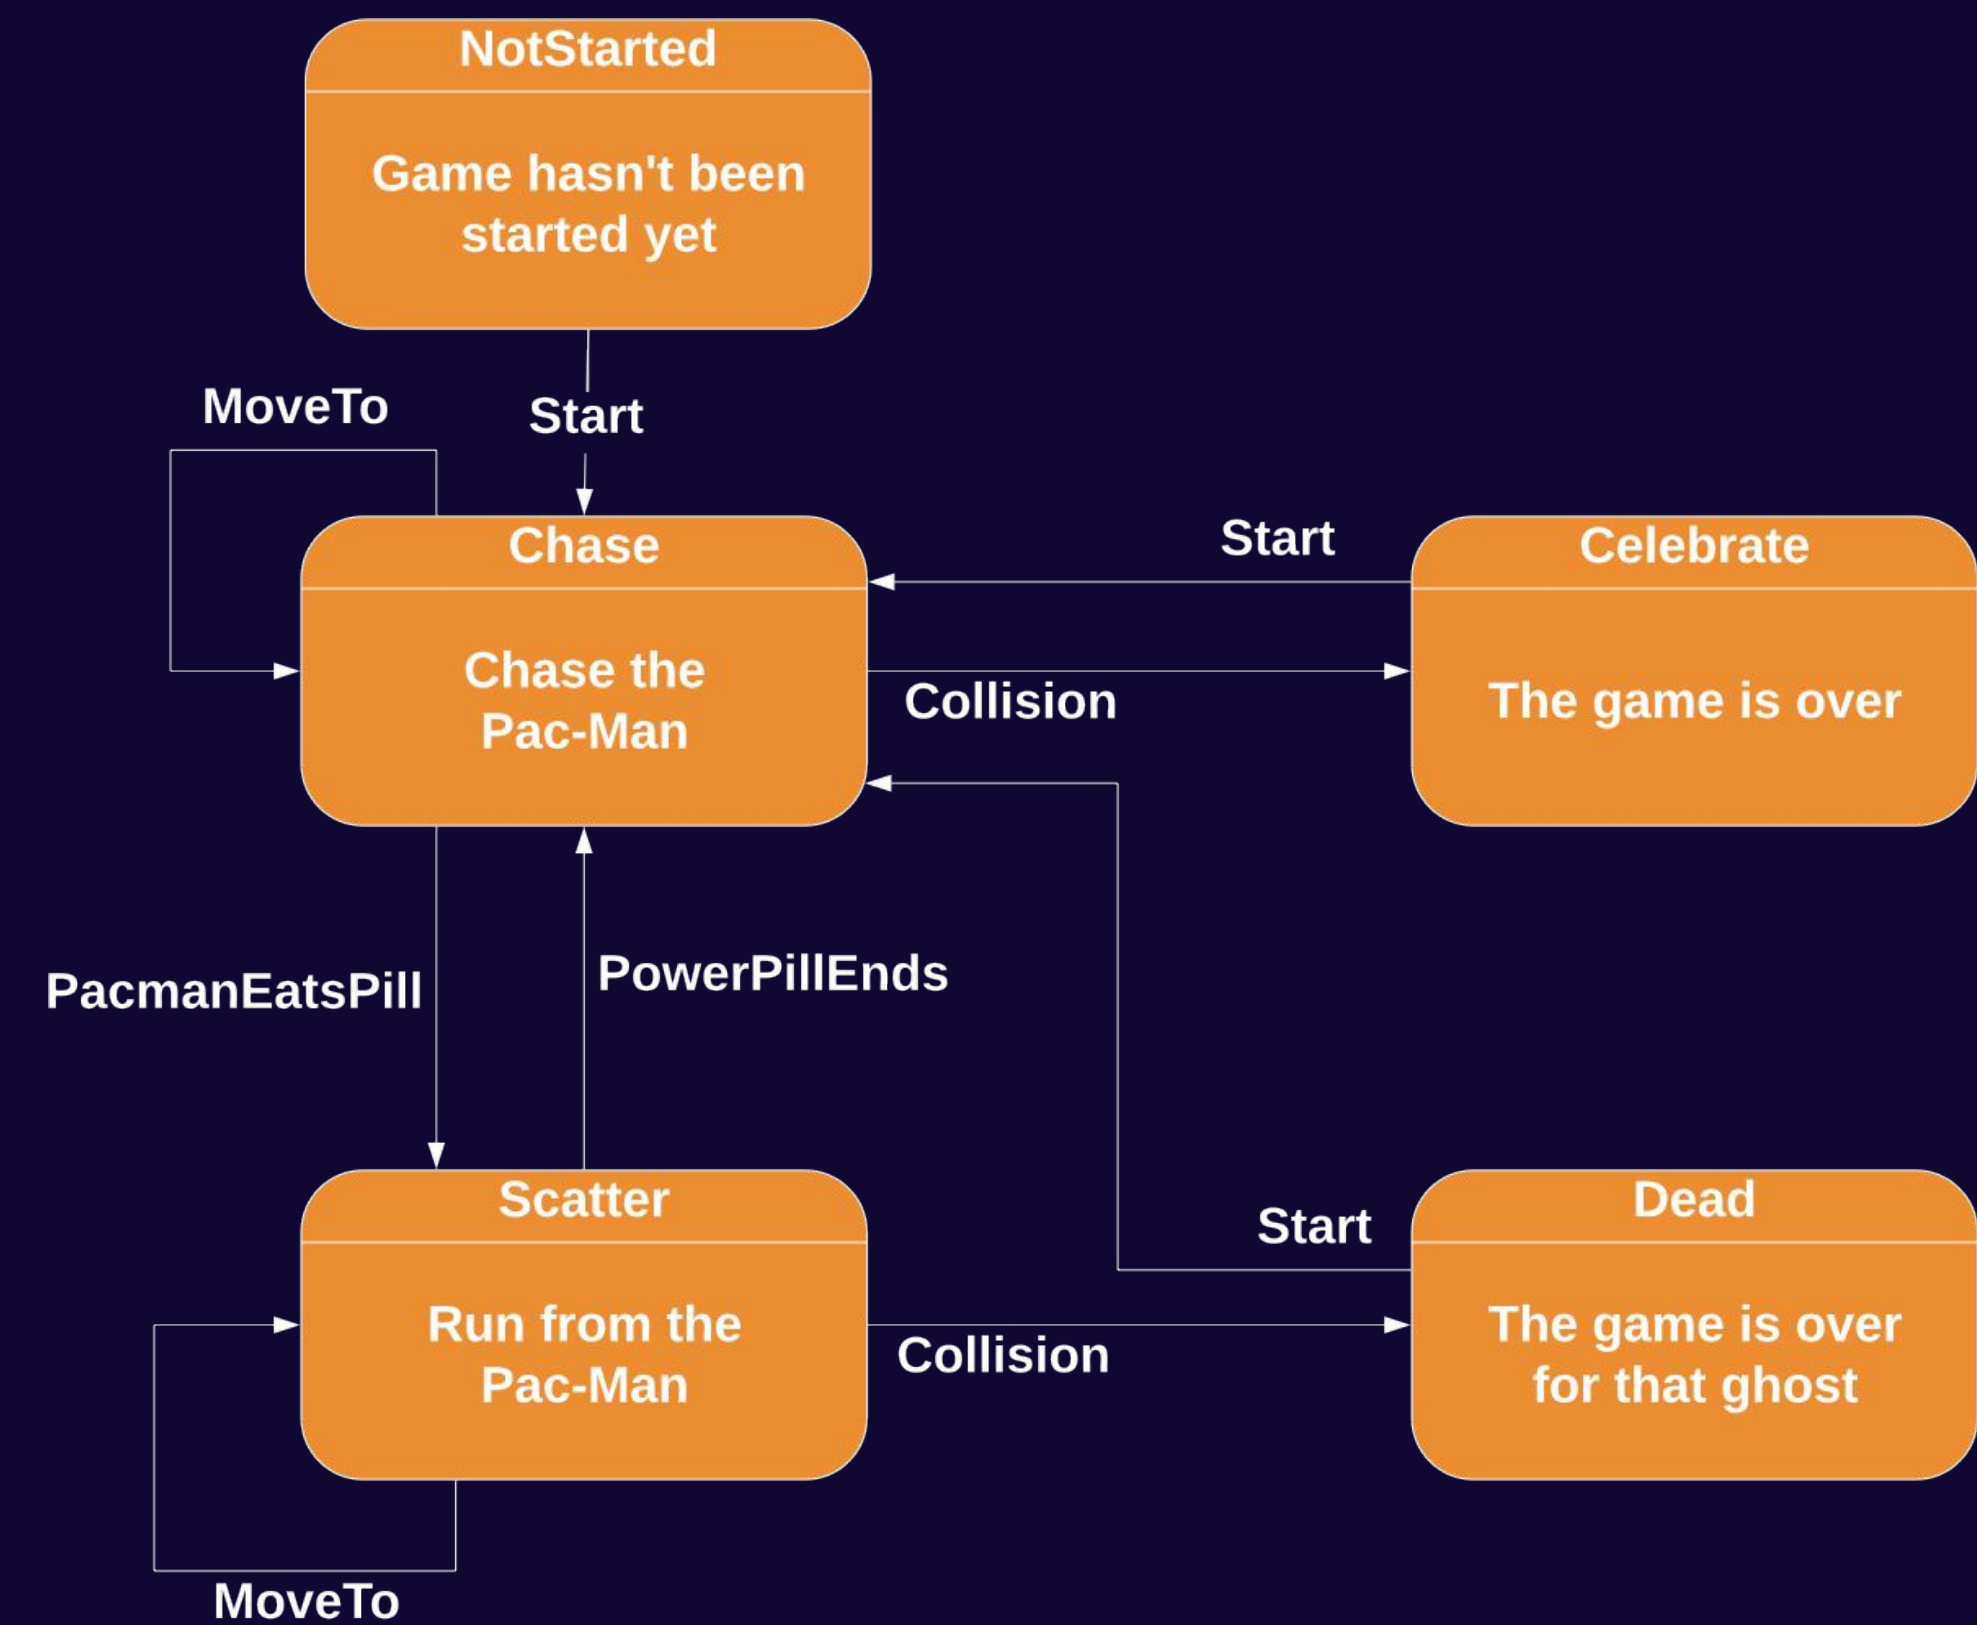 NotStarted
Game hasn't been
started yet
MoveTo
Start
Chase
Chase the
Pac-Man
Start
Collision
Celebrate
The game is over
PacmanEatsPill
PowerPillEnds
Scatter
Run from the
Pac-Man
Start
Collision
Dead
The game is over
for that ghost
MoveTo